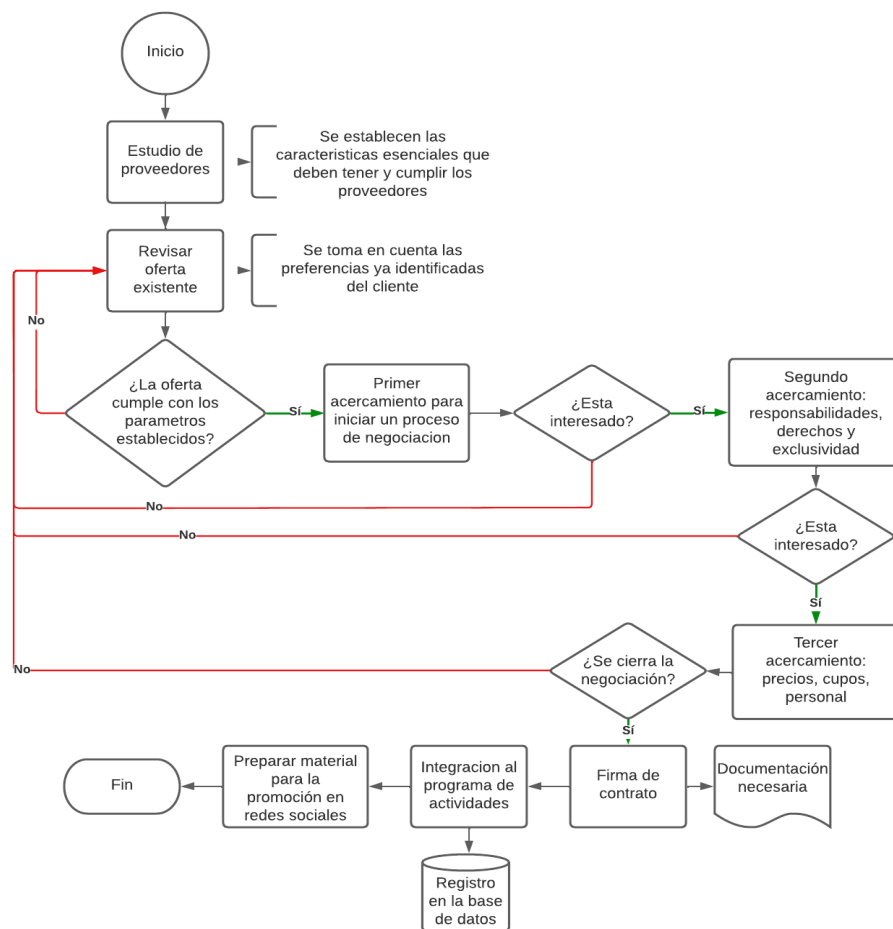 Inicio
Estudio de
proveedores
Se establecen las
caracteristicas esenciales que
deben tener y cumplir los
proveedores
Revisar
oferta
existente
Se toma en cuenta las
preferencias ya identificadas
del cliente
No
¿La oferta
cumple con los
parametros
establecidos?
Sí
Primer
acercamiento para
iniciar un proceso
de negociacion
¿Esta
interesado?
Sí
Segundo
acercamiento:
responsabilidades,
derechos y
exclusividad
No
No
¿Esta
interesado?
Sí
Tercer
acercamiento:
precios, cupos,
personal
¿Se cierra la
negociación?
No
Sí
Fin
Preparar material
para la
promoción en
redes sociales
Integracion al
programa de
actividades
Firma de
contrato
Documentación
necesaria
Registro
en la base
de datos